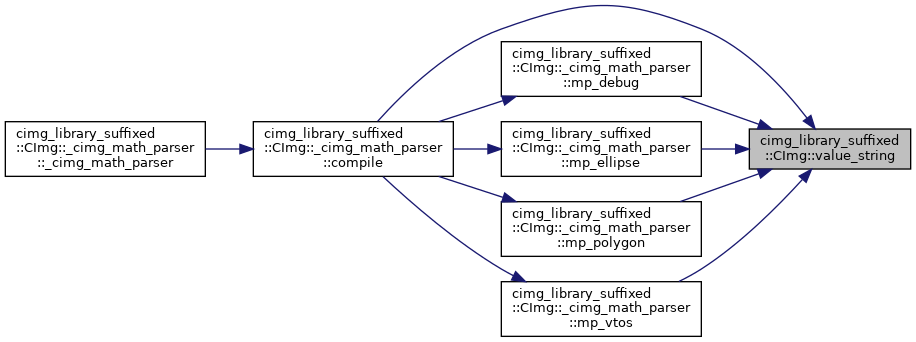 cimg_library_suffixed
::CImg::_cimg_math_parser
::_cimg_math_parser
cimg_library_suffixed
::CImg::_cimg_math_parser
::compile
cimg_library_suffixed
::CImg::_cimg_math_parser
::mp_debug
cimg_library_suffixed
::CImg::_cimg_math_parser
::mp_ellipse
cimg_library_suffixed
::CImg::_cimg_math_parser
::mp_polygon
cimg_library_suffixed
::CImg::_cimg_math_parser
::mp_vtos
cimg_library_suffixed
::CImg::value_string